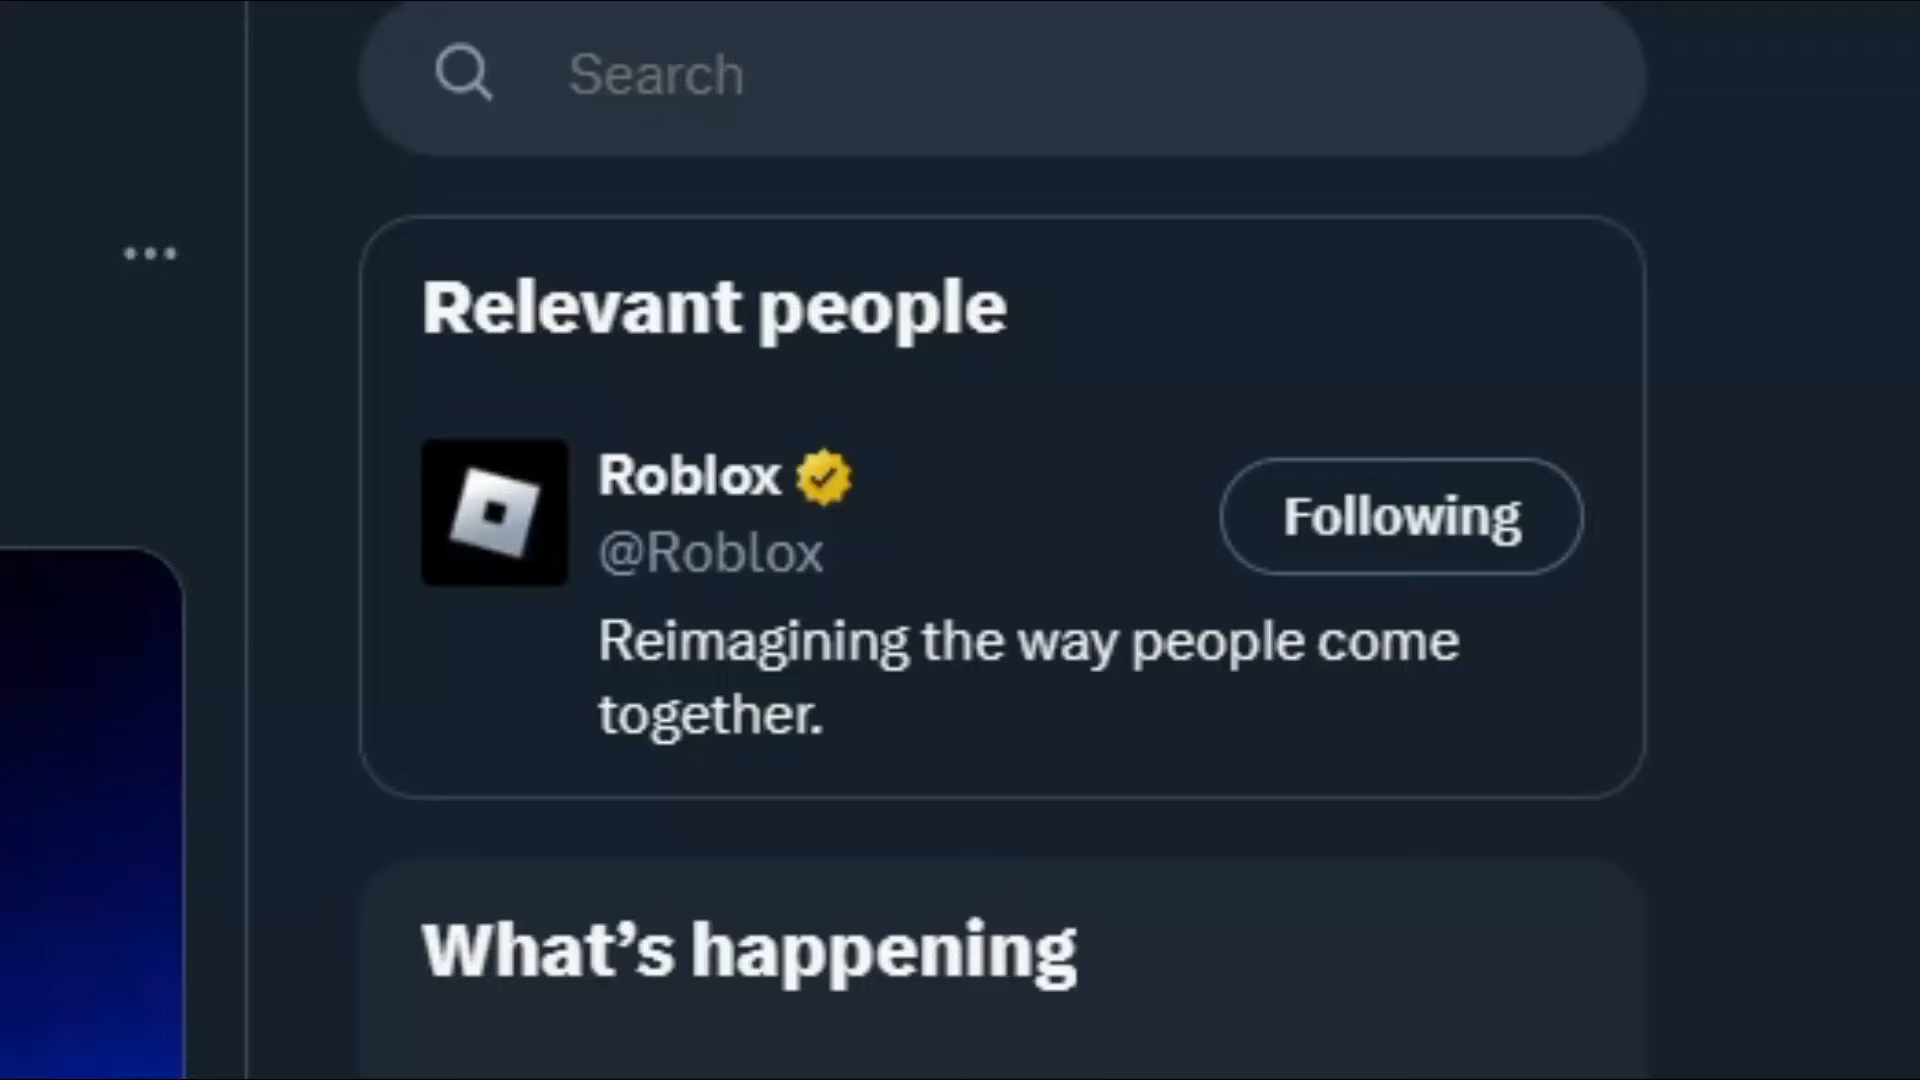 Search
Relevant people
Roblox
@Roblox
Following
Reimagining the way people come
together.
What’s happening